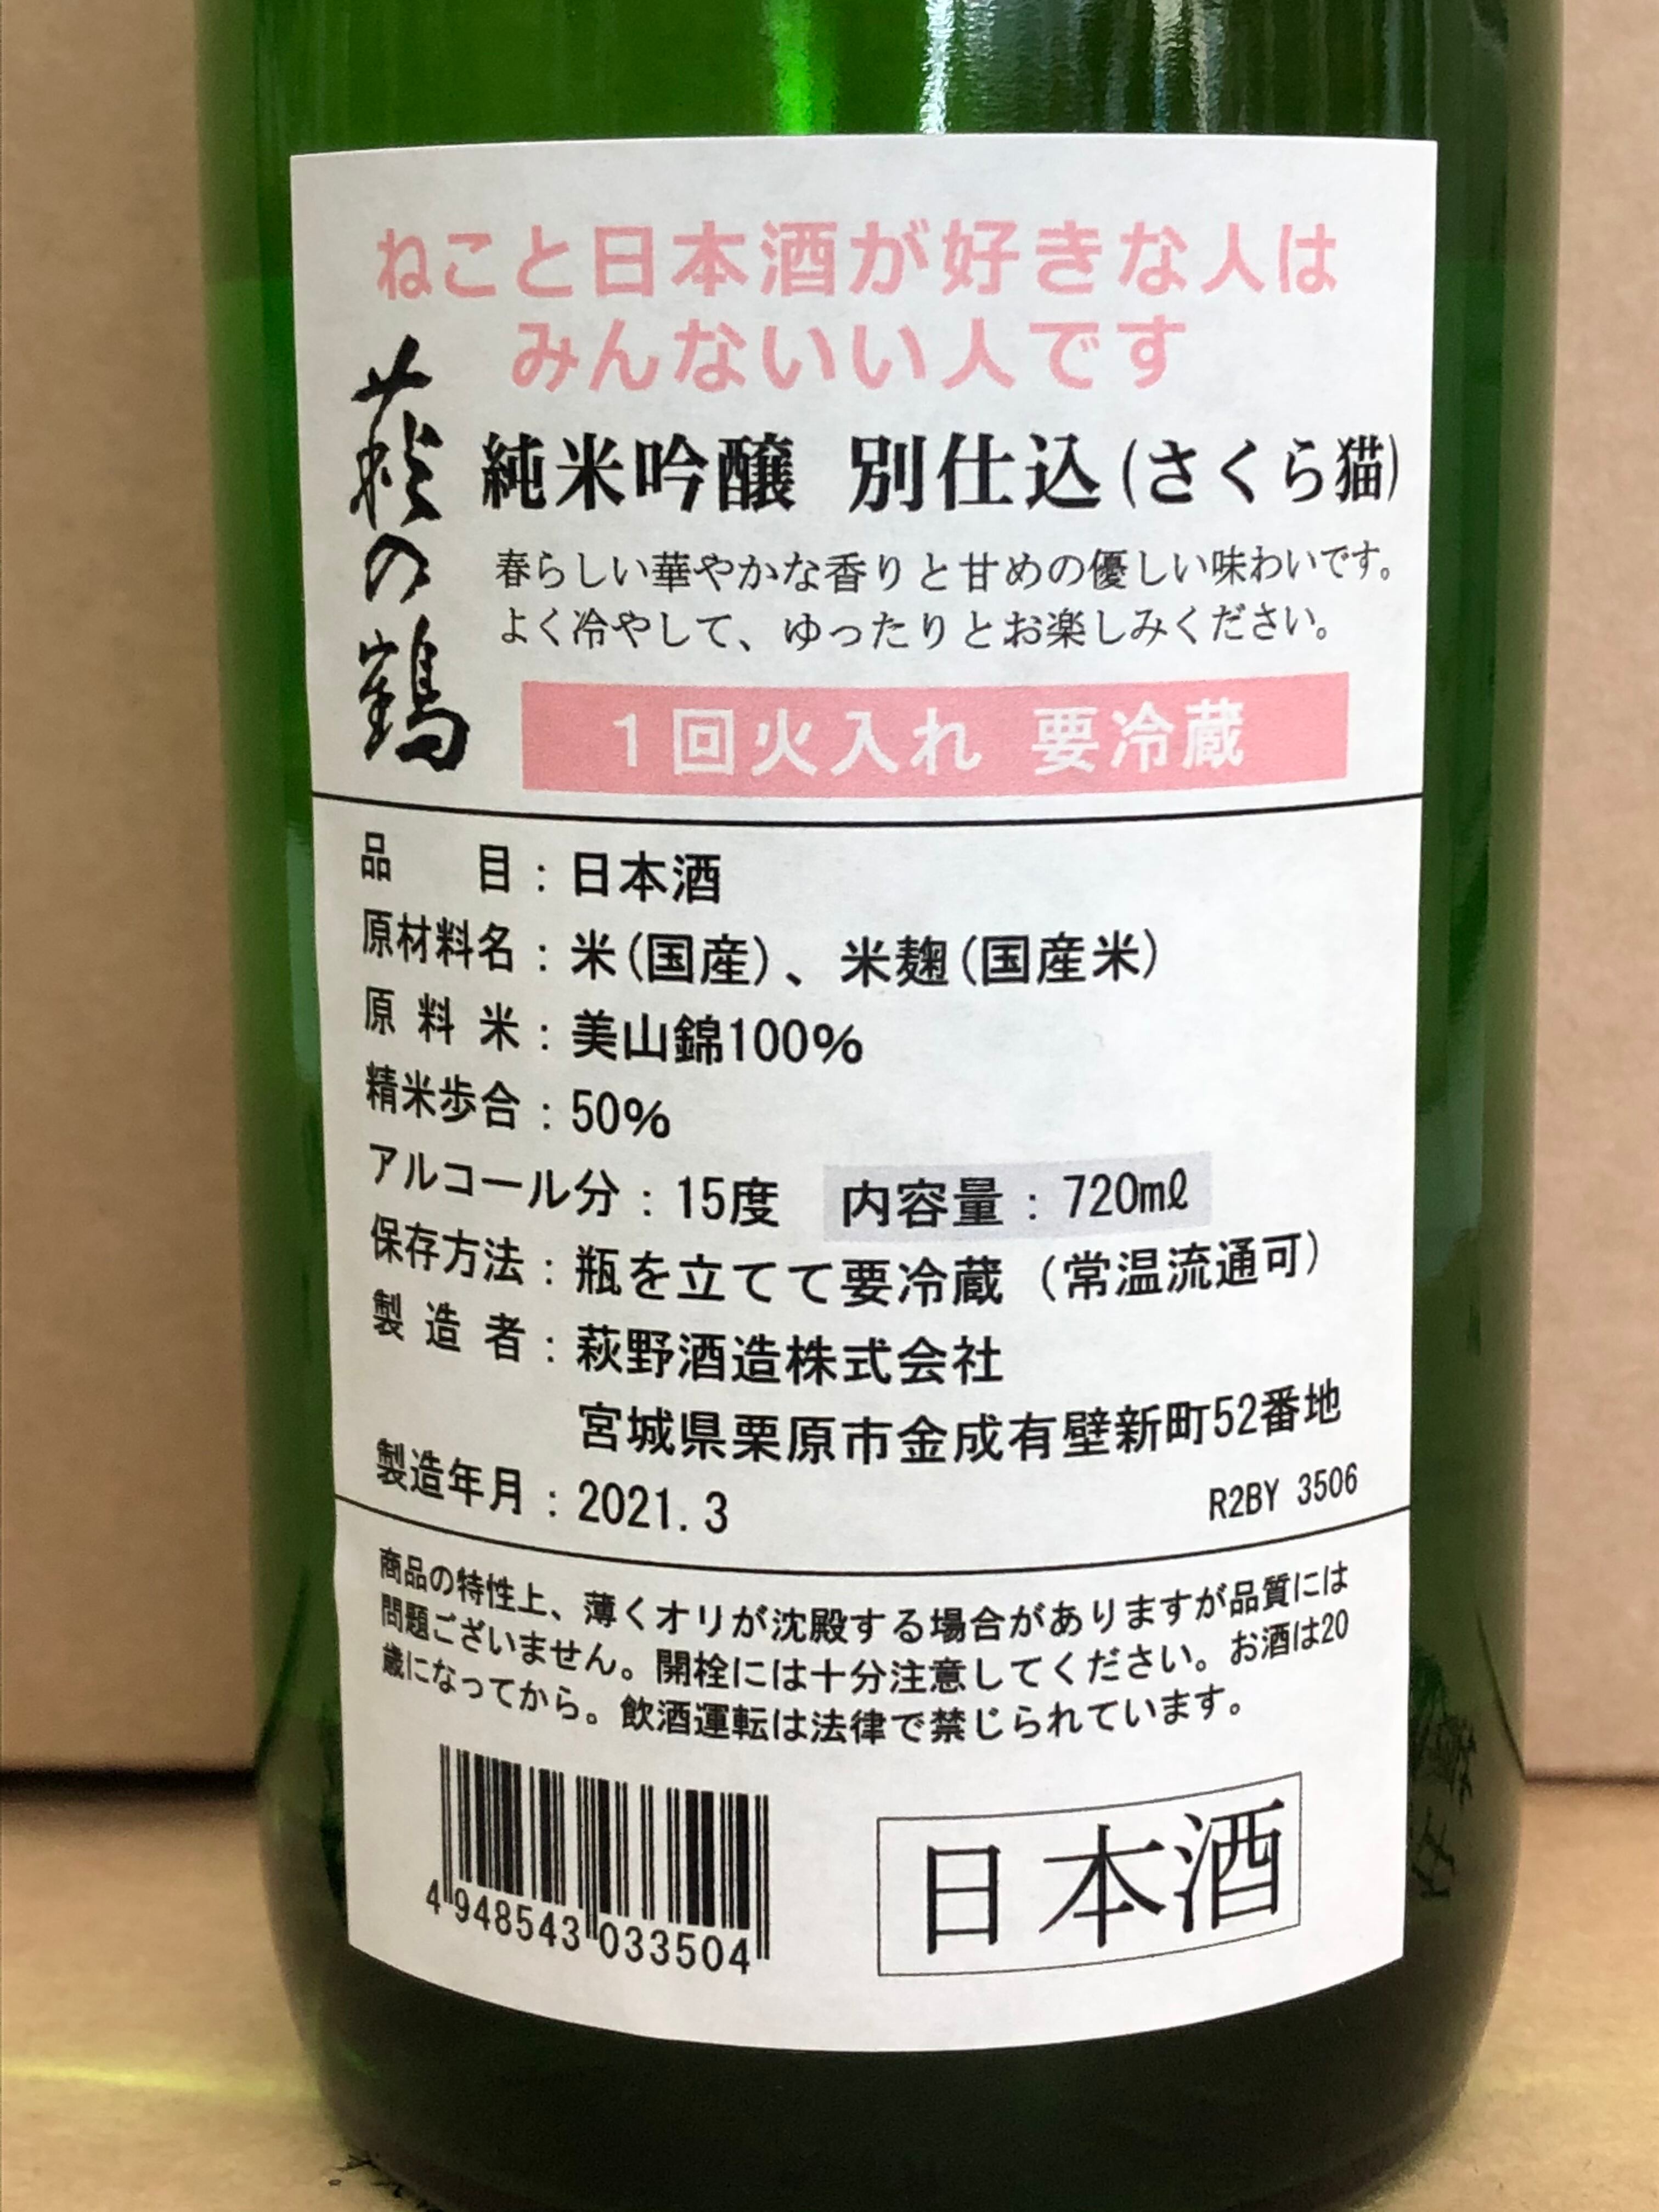 ねこと日本酒が好きな人は
みんないい人です
萩の鶴
純米吟醸 別仕込(さくら猫)
春らしい華やかな香りと甘めの優しい味わいです。
よく冷やして、ゆったりとお楽しみください。
1回火入れ 要冷蔵
品目:日本酒
原材料名:米(国産)、米麹(国産米)
原料米:美山錦100%
精米歩合:50%
アルコール分:15度 内容量:720mℓ
保存方法:瓶を立てて要冷蔵(常温流通可)
製造者:萩野酒造株式会社
宮城県栗原市金成有壁新町52番地
製造年月:2021.3
R2BY 3506
商品の特性上、薄くオリが沈殿する場合がありますが品質には
問題ございません。開栓には十分注意してください。お酒は20
歳になってから。飲酒運転は法律で禁じられています。
4 948543 033504
日本酒